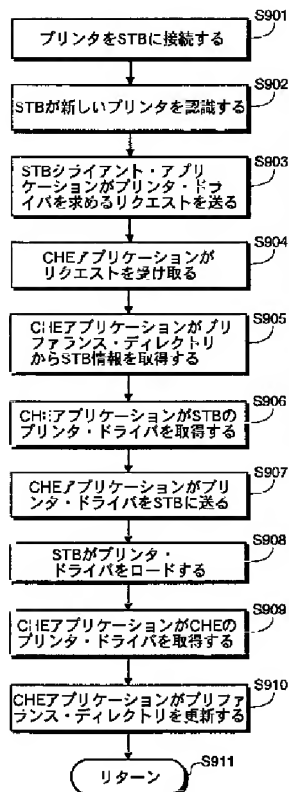 S901
プリンタをSTBに接続する
S902
STBが新しいプリンタを認識する
S903
STBクライアント・アプリ
ケーションがプリンタ・ドラ
イバを求めるリクエストを送る
S904
CHEアプリケーションが
リクエストを受け取る
S905
CHEアプリケーションがプリ
ファランス・ディレクトリ
からSTB情報を取得する
S906
CHEアプリケーションがSTBの
プリンタ・ドライバを取得する
S907
CHEアプリケーションがプリ
ンタ・ドライバをSTBに送る
S908
STBがプリンタ・
ドライバをロードする
S909
CHEアプリケーションがCHEの
プリンタ・ドライバを取得する
S910
CHEアプリケーションがプリファ
ランス・ディレクトリを更新する
S911
リターン